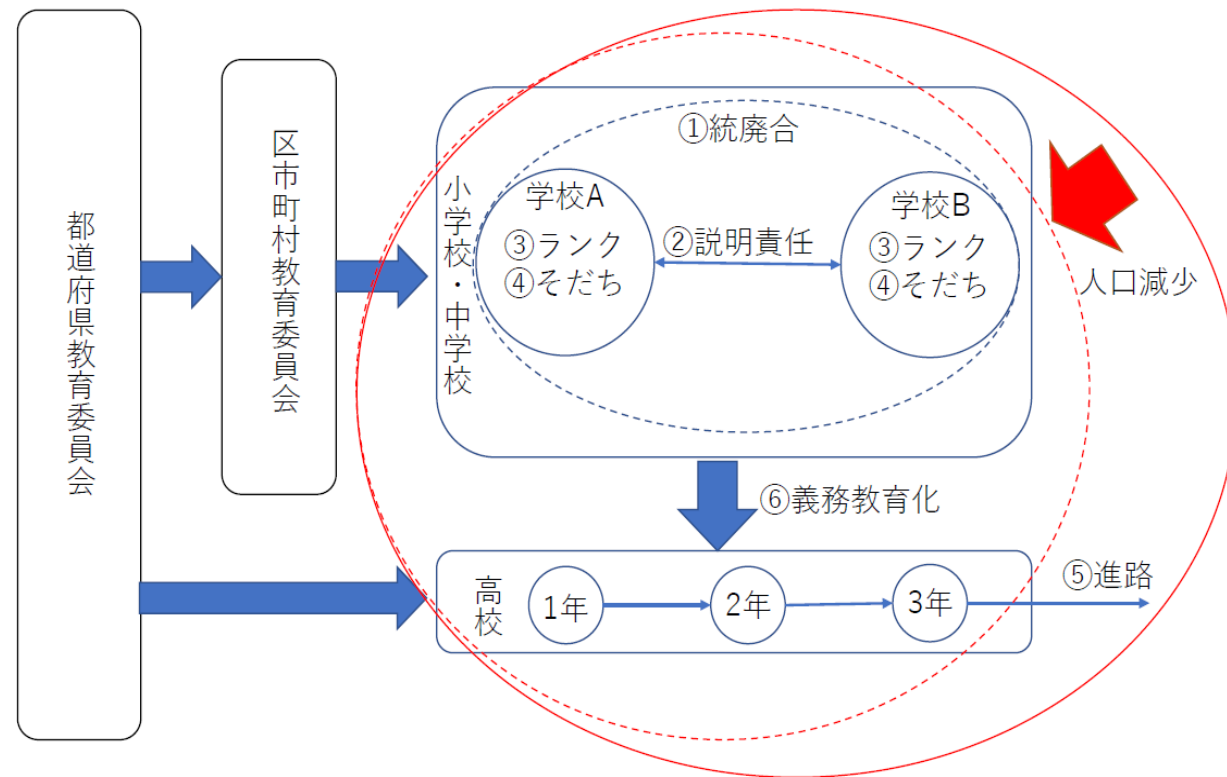 都道府県教育委員会
区市町村教育委員会
小学校・中学校
①統廃合
学校A
③ランク
④そだち
②説明責任
学校B
③ランク
④そだち
人口減少
⑥義務教育化
高校
1年
2年
3年
⑤進路